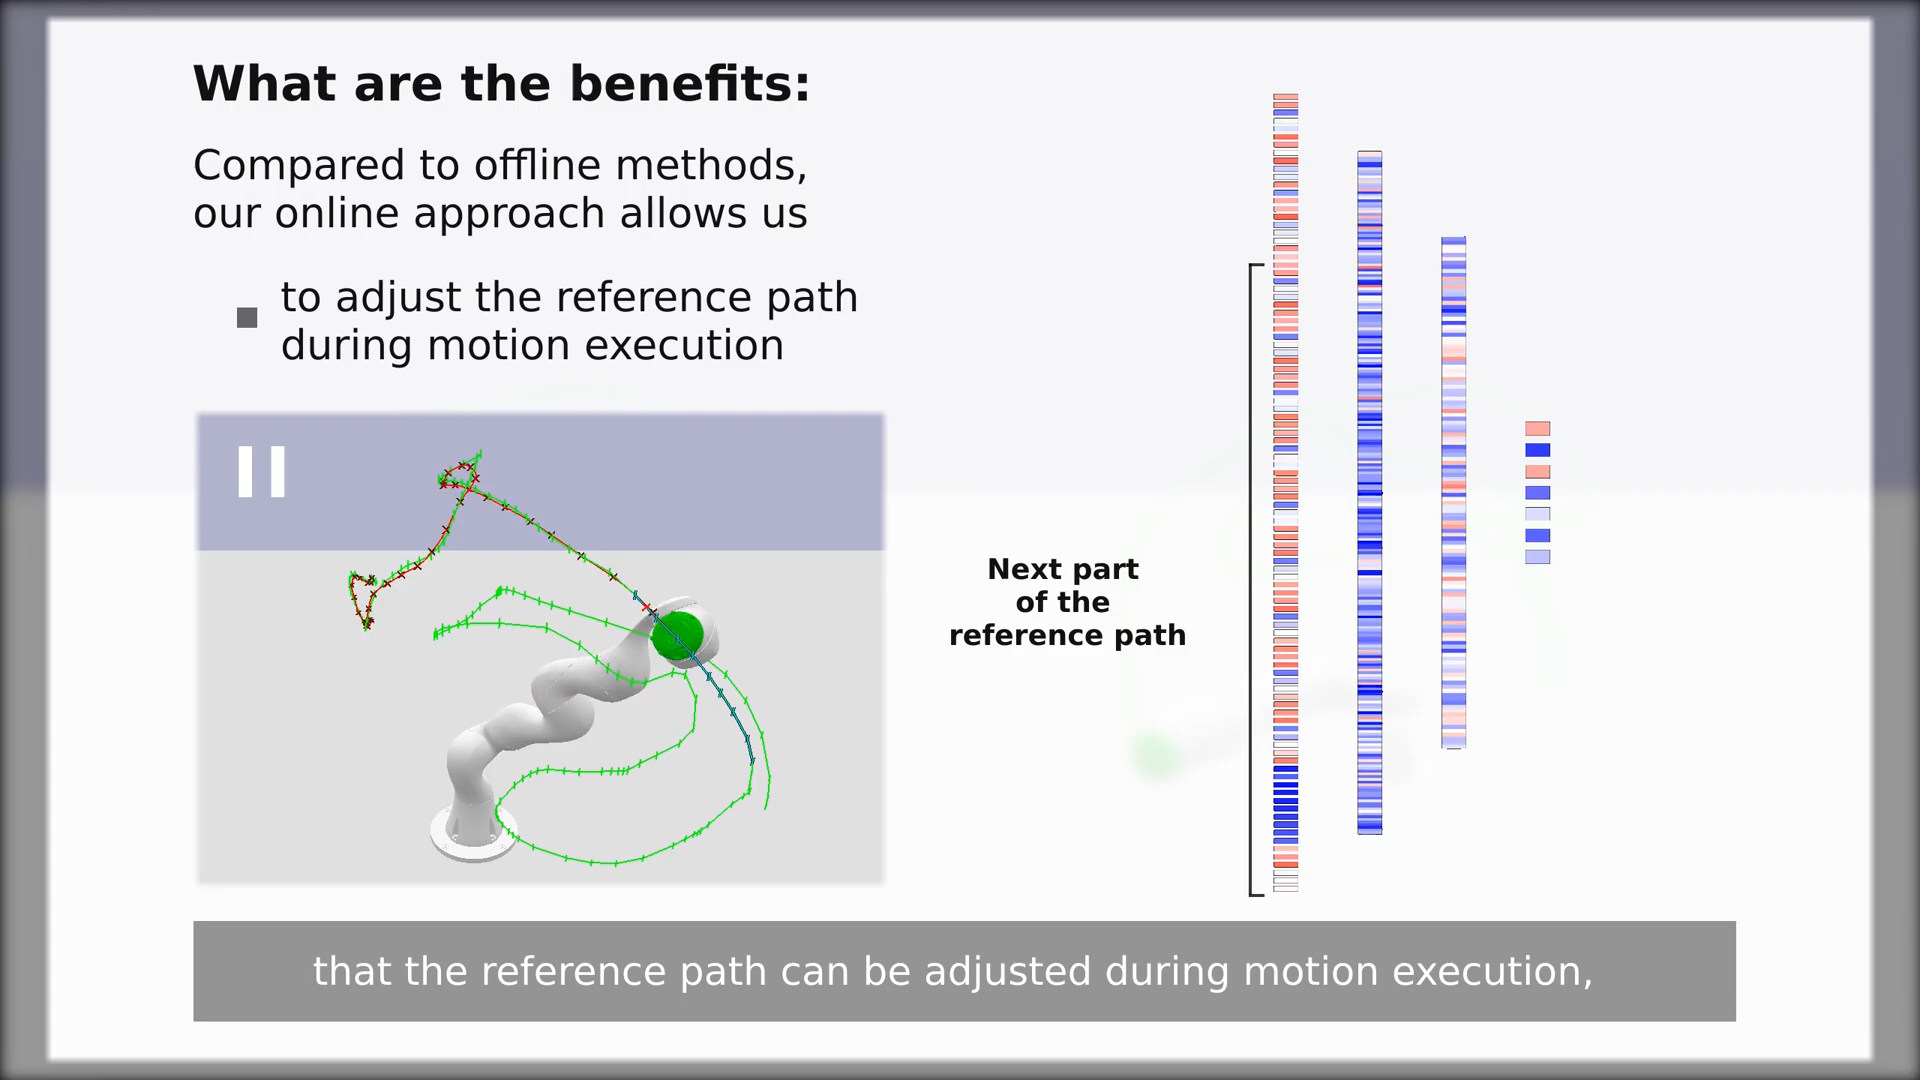 What are the benefits:
Compared to offline methods,
our online approach allows us
to adjust the reference path
during motion execution
Next part
of the
reference path
that the reference path can be adjusted during motion execution,